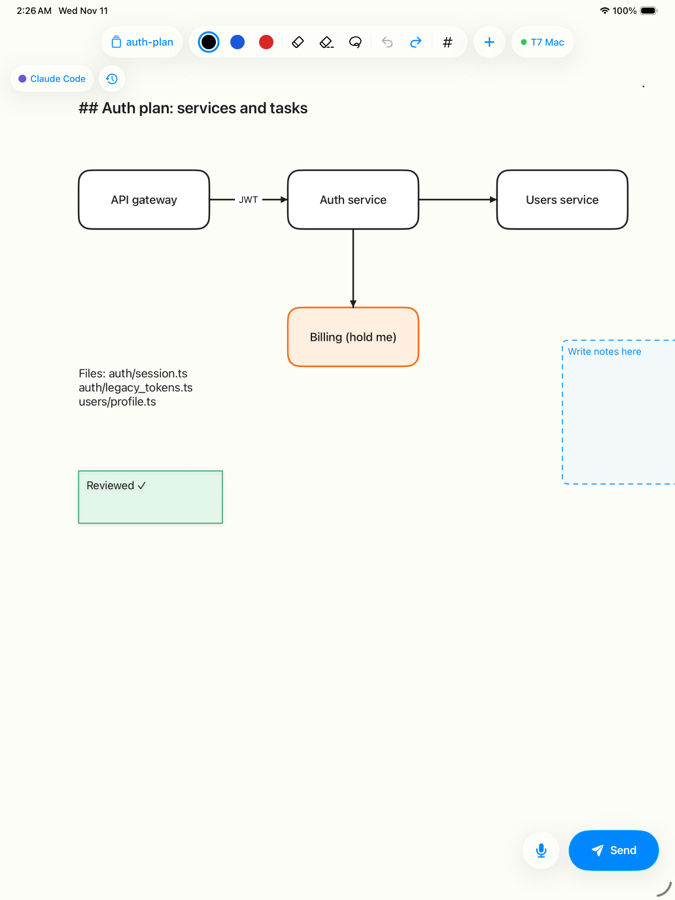 2:26 AM Wed Nov 11
100%
auth-plan
#
+
T7 Mac
Claude Code
## Auth plan: services and tasks
API gateway
JWT
Auth service
Users service
Billing (hold me)
Write notes here
Files: auth/session.ts
auth/legacy_tokens.ts
users/profile.ts
Reviewed ✓
Send